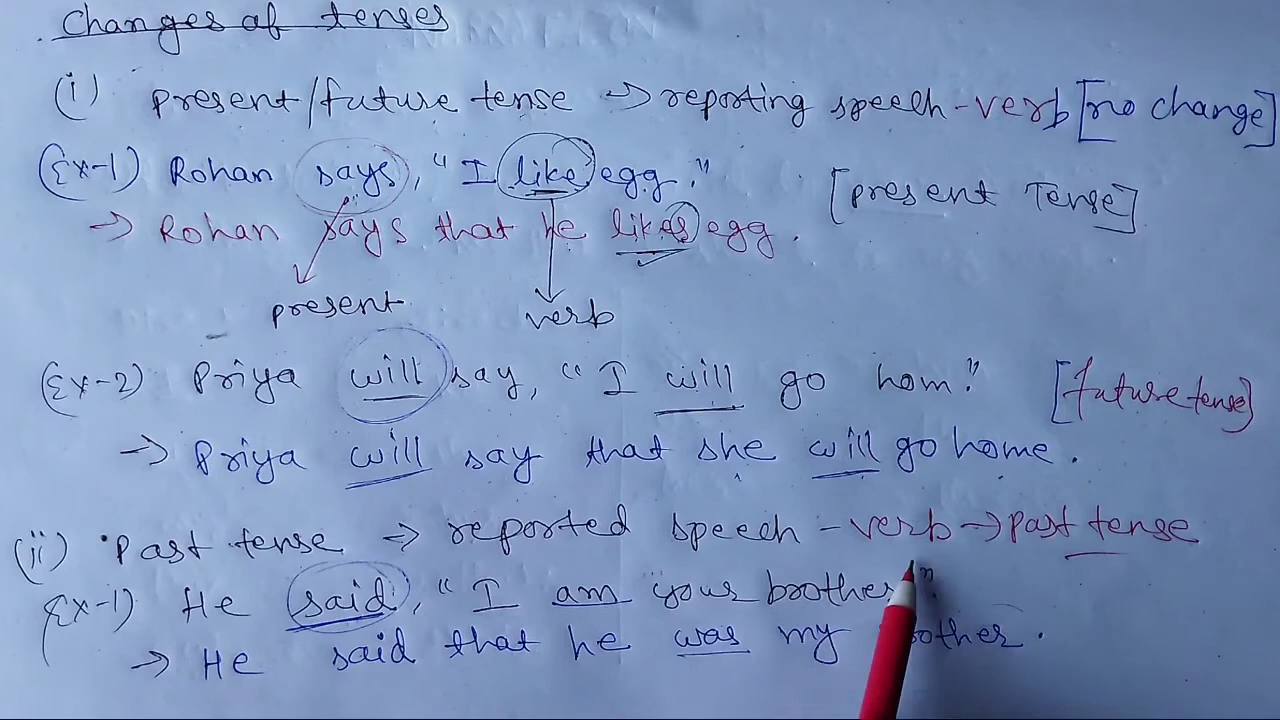 Changes of tenses
(i) present/future tense → reporting speech - verb [no change]
(Ex-1) Rohan says, "I like egg." [present Tense]
→ Rohan says that he likes egg.
present verb
(Ex-2) Priya will say, "I will go hom." [future tense]
→ Priya will say that she will go home.
(ii) Past tense → reported speech - verb → past tense
(Ex-1) He said, "I am your brother".
→ He said that he was my